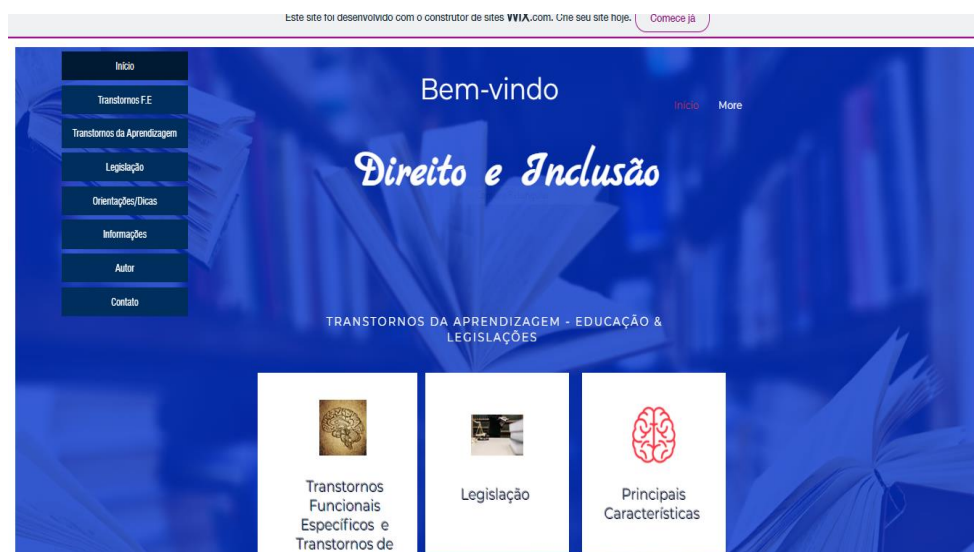 Este site foi desenvolvido com o construtor de sites WIX.com. Crie seu site hoje. Comece já
Início
Transtornos F.E
Transtornos da Aprendizagem
Legislação
Orientações/Dicas
Informações
Autor
Contato
Bem-vindo
Início More
Direito e Inclusão
TRANSTORNOS DA APRENDIZAGEM - EDUCAÇÃO &
LEGISLAÇÕES
Transtornos
Funcionais
Específicos e
Transtornos de
Legislação
Principais
Características